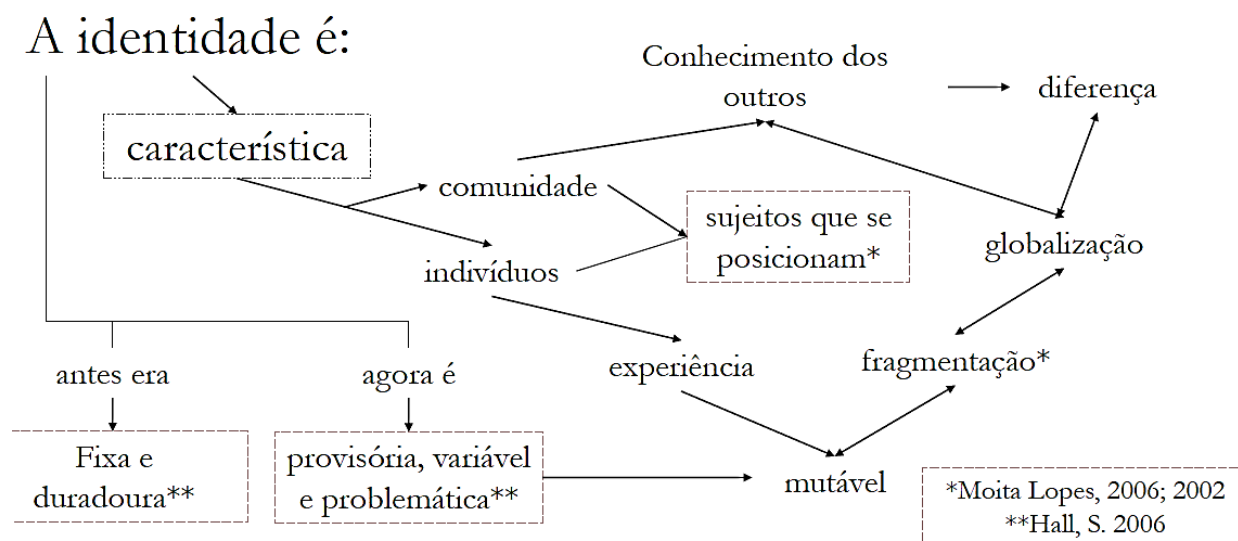 A identidade é:
característica
comunidade
indivíduos
Conhecimento dos
outros
diferença
sujeitos que se
posicionam*
globalização
experiência
fragmentação*
antes era
agora é
Fixa e
duradoura**
provisória, variável
e problemática**
mutável
*Moita Lopes, 2006; 2002
**Hall, S. 2006